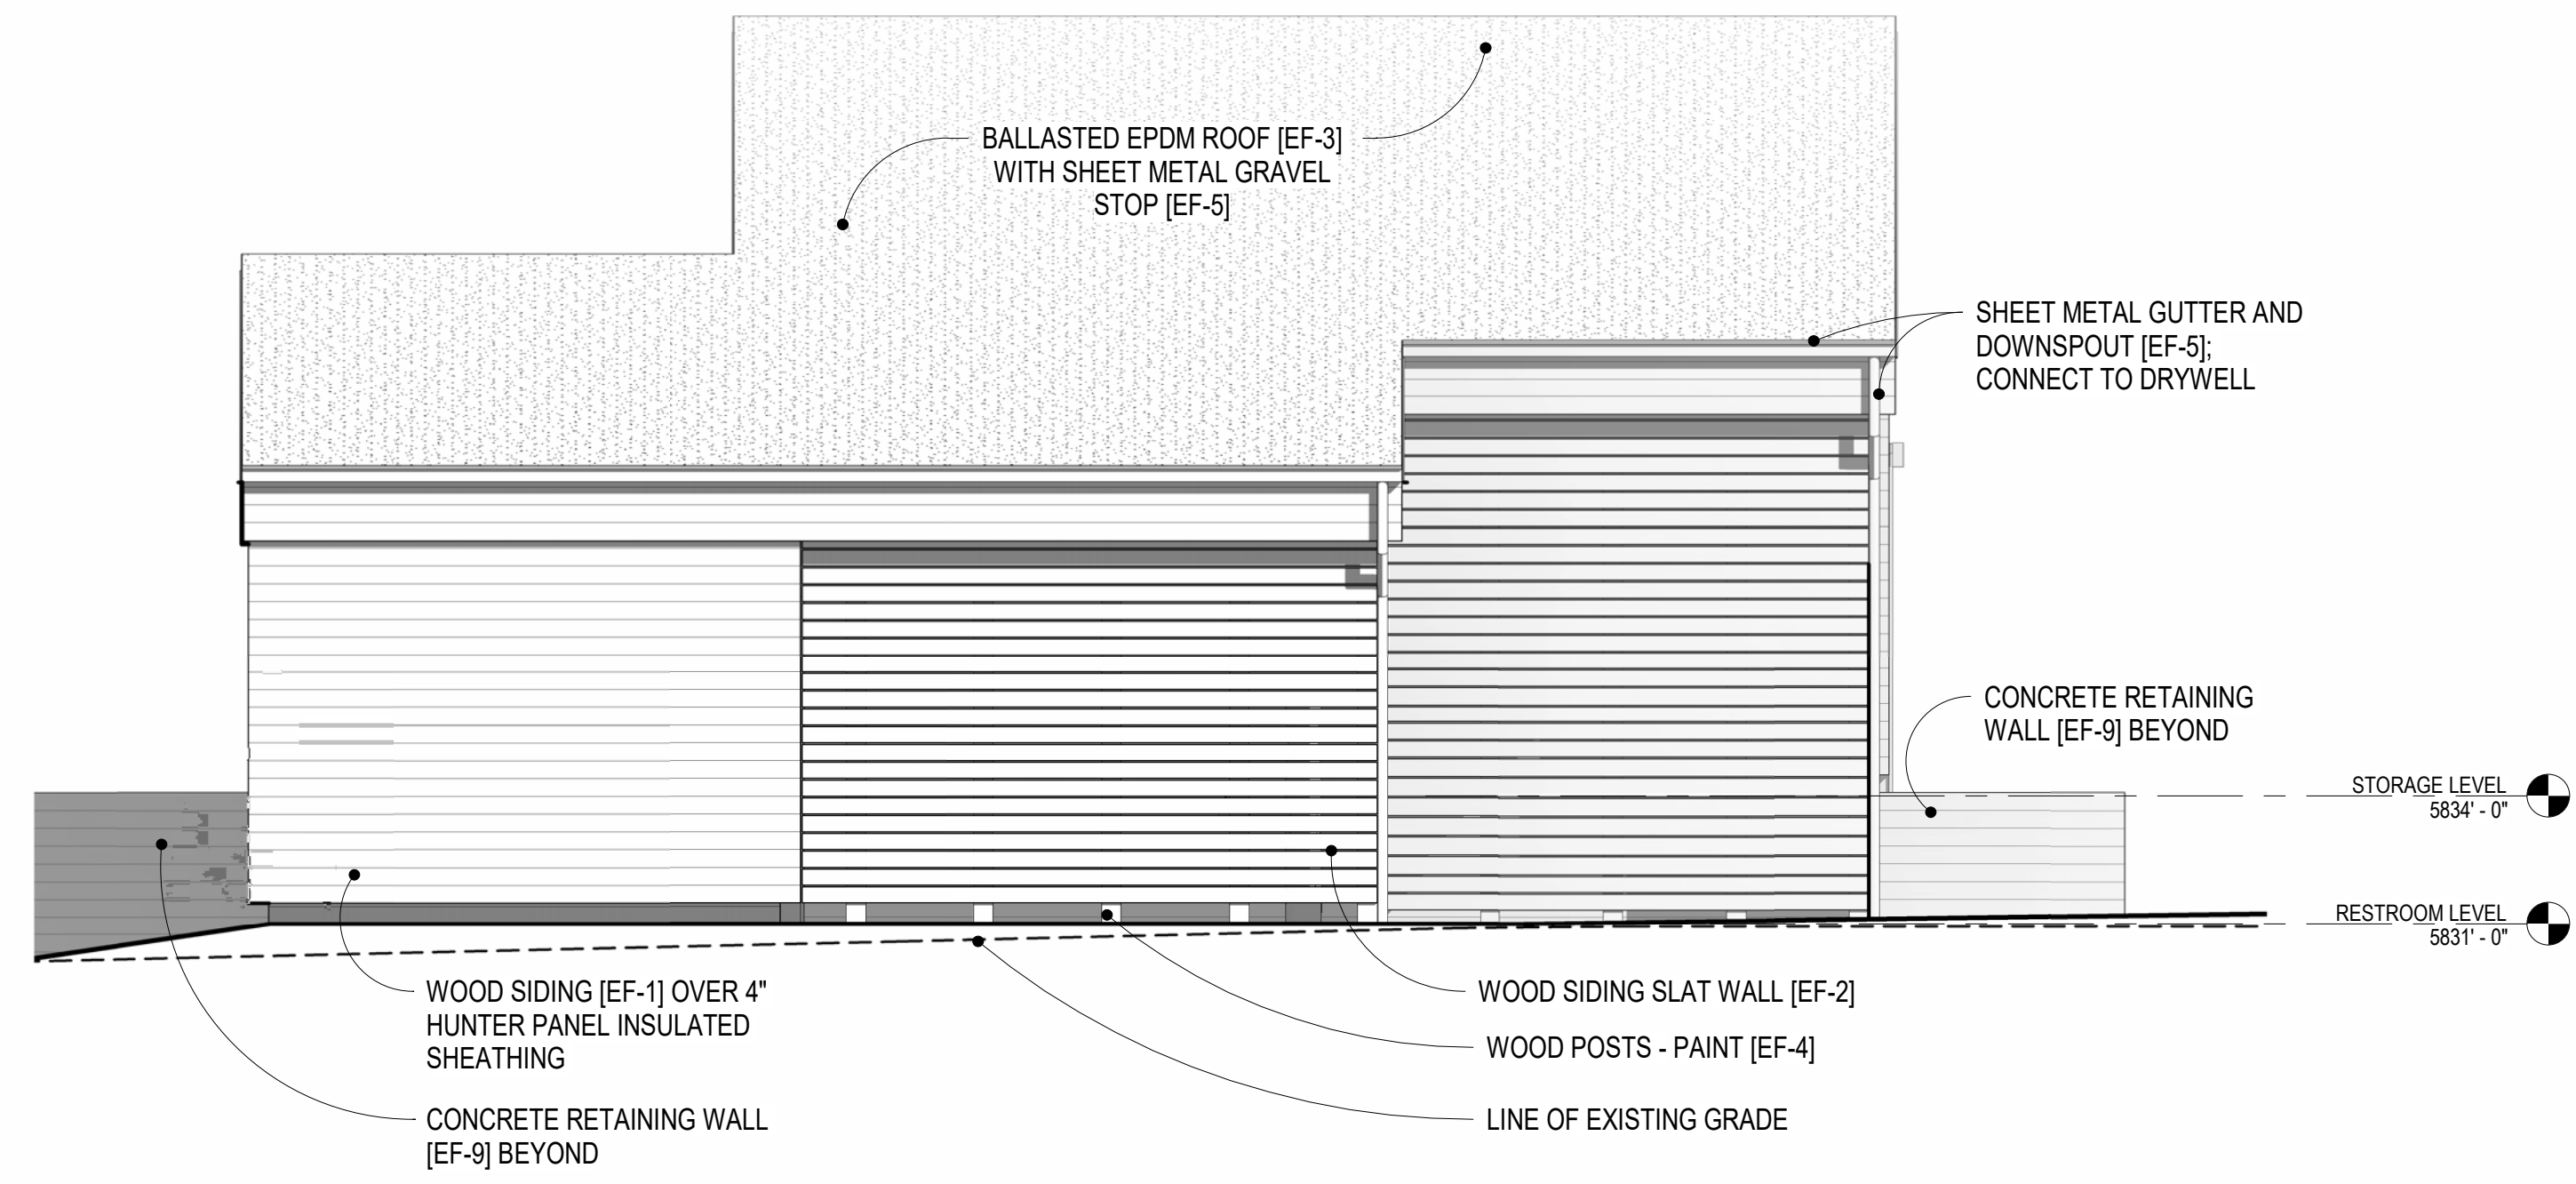 BALLASTED EPDM ROOF [EF-3]
WITH SHEET METAL GRAVEL
STOP [EF-5]
SHEET METAL GUTTER AND
DOWNSPOUT [EF-5];
CONNECT TO DRYWELL
CONCRETE RETAINING
WALL [EF-9] BEYOND
STORAGE LEVEL
5834' - 0"
RESTROOM LEVEL
5831' - 0"
WOOD SIDING [EF-1] OVER 4"
HUNTER PANEL INSULATED
SHEATHING
CONCRETE RETAINING WALL
[EF-9] BEYOND
WOOD SIDING SLAT WALL [EF-2]
WOOD POSTS - PAINT [EF-4]
LINE OF EXISTING GRADE